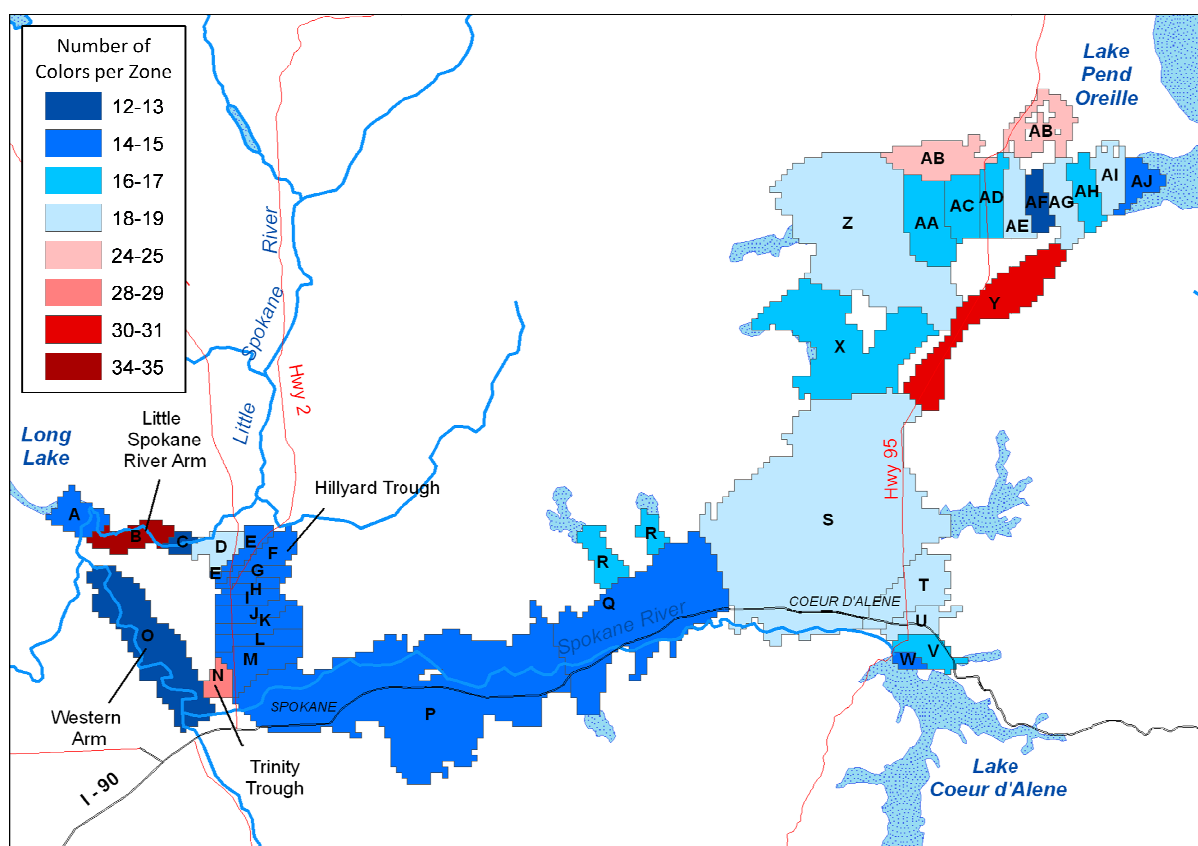 Number of
Colors per Zone
12-13
14-15
16-17
18-19
24-25
28-29
30-31
34-35
Lake
Pend
Oreille
AB
AB
AI
AJ
AH
AG
AF
AE
AD
AC
AA
Z
Y
X
Little Spokane River
Hwy 2
Hwy 95
Little
Spokane
River Arm
Long
Lake
Hillyard Trough
A
B
C
D
E
E
F
G
H
I
J
K
L
M
N
O
P
Q
R
R
S
T
U
V
W
COEUR D'ALENE
Spokane River
SPOKANE
Western
Arm
Trinity
Trough
I - 90
Lake
Coeur d'Alene